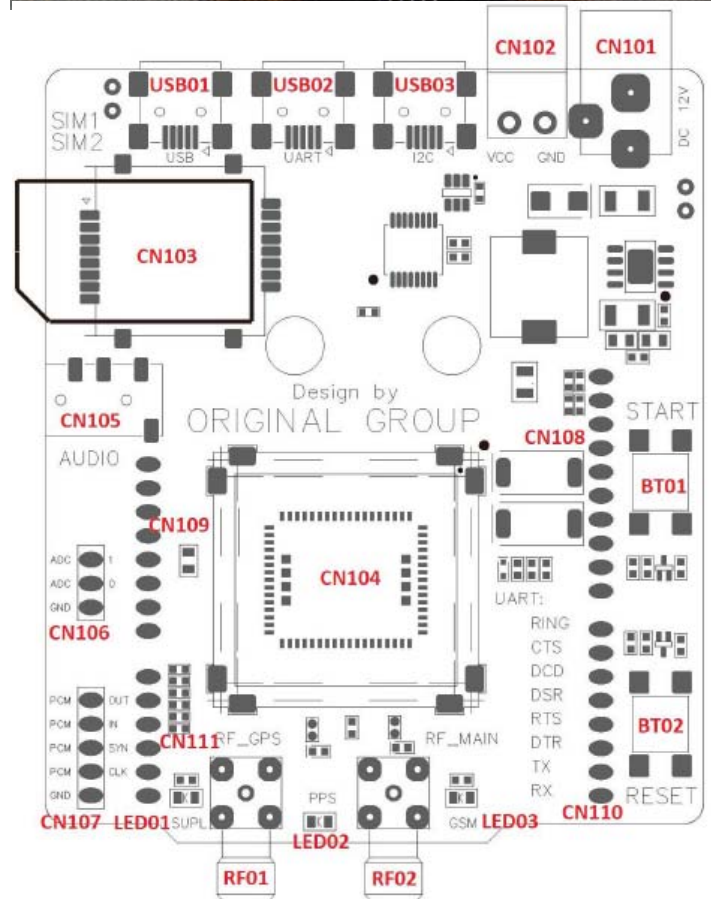 CN102 CN101
USB01 USB02 USB03
SIM1
SIM2
USB UART I2C
VCC GND
DC 12V
CN103
Design by
ORIGINAL GROUP
CN105
AUDIO
START
CN108
BT01
CN109
ADC 1
ADC 0
GND
CN106
CN104
UART:
RING
CTS
DCD
DSR
RTS
DTR
TX
RX
BT02
RESET
CN110
PCM OUT
PCM IN
PCM SYN
PCM CLK
GND
CN107
CN111
RF_GPS RF_MAIN
LED01 SUPL
PPS
LED02
GSM LED03
RF01 RF02